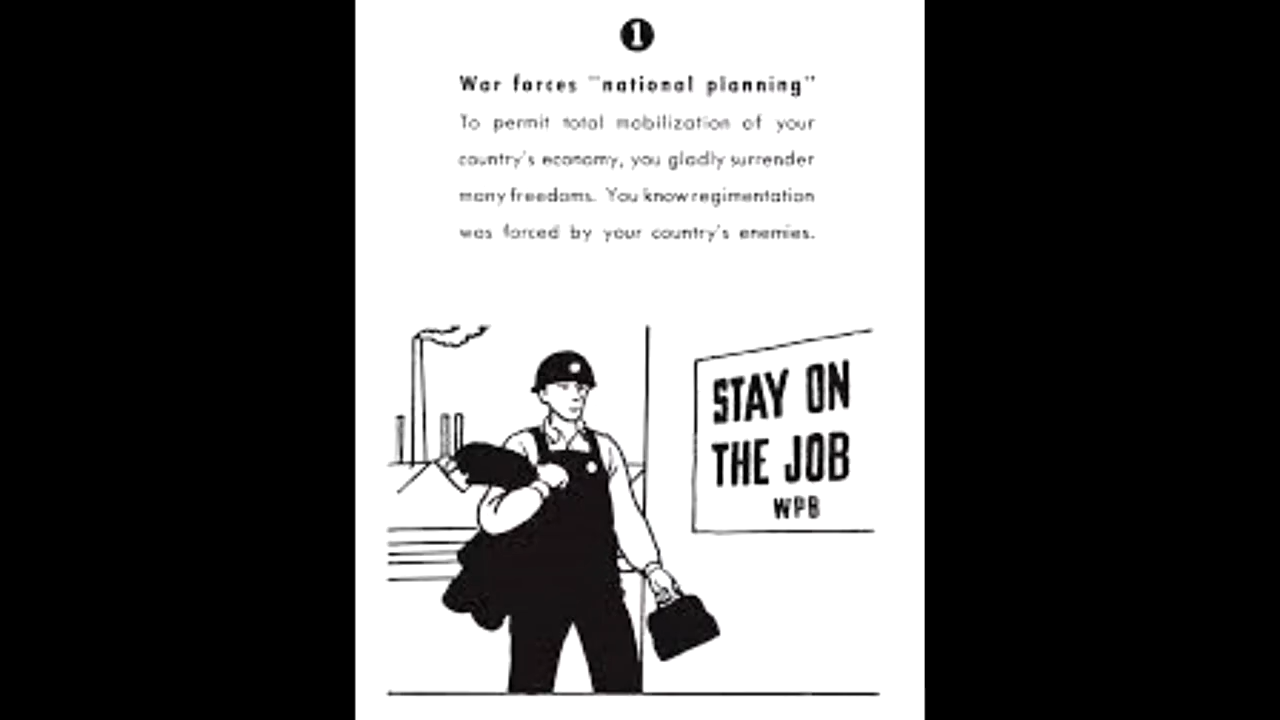 1
War forces "national planning"
To permit total mobilization of your
country's economy, you gladly surrender
many freedoms. You know regimentation
was forced by your country's enemies.
STAY ON
THE JOB
WPB